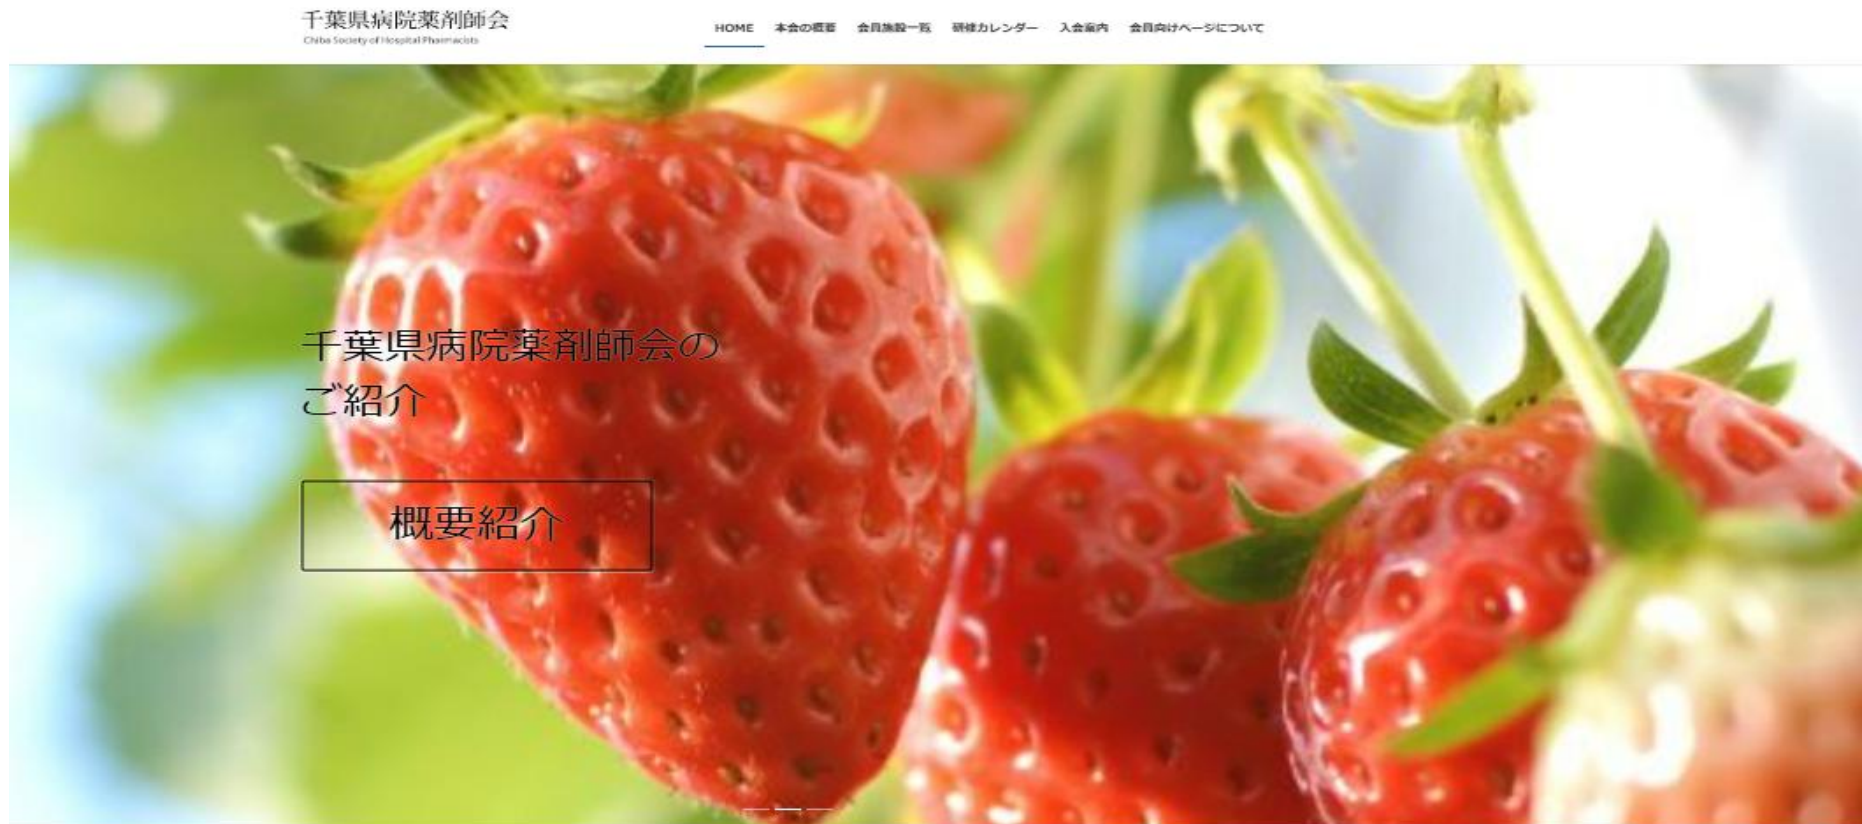 千葉県病院薬剤師会
Chiba Society of Hospital Pharmacists
HOME 本会の概要 会員施設一覧 研修カレンダー 入会案内 会員向けページについて
千葉県病院薬剤師会の
ご紹介
概要紹介